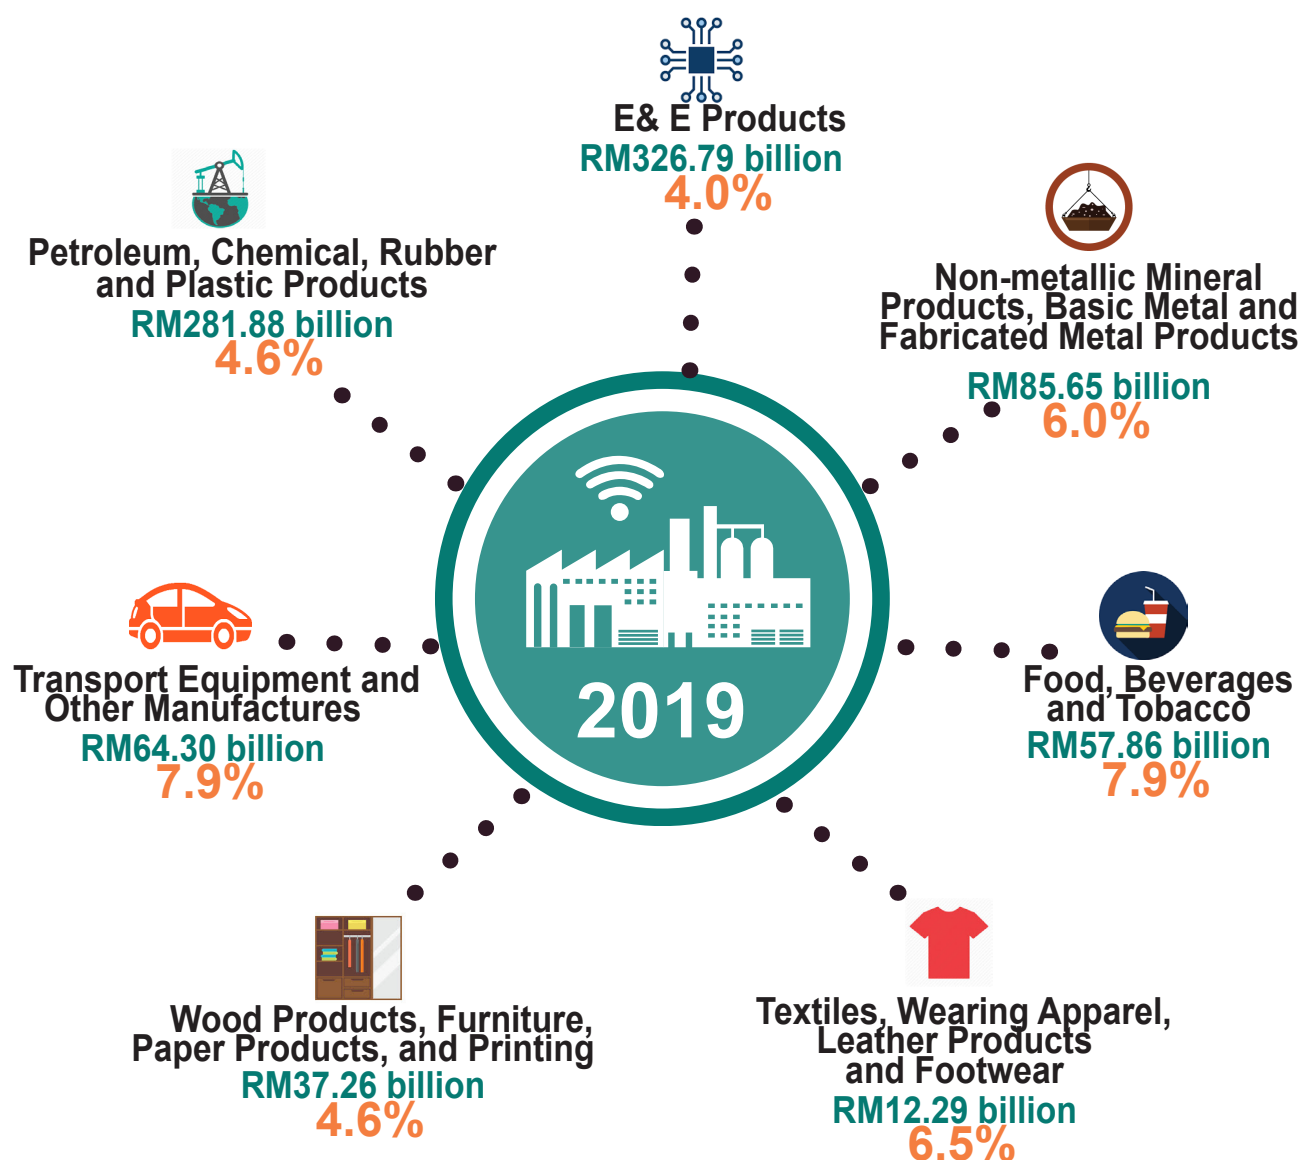 E& E Products
RM326.79 billion
4.0%
Petroleum, Chemical, Rubber
and Plastic Products
RM281.88 billion
4.6%
Non-metallic Mineral
Products, Basic Metal and
Fabricated Metal Products
RM85.65 billion
6.0%
2019
Transport Equipment and
Other Manufactures
RM64.30 billion
7.9%
Food, Beverages
and Tobacco
RM57.86 billion
7.9%
Wood Products, Furniture,
Paper Products, and Printing
RM37.26 billion
4.6%
Textiles, Wearing Apparel,
Leather Products
and Footwear
RM12.29 billion
6.5%